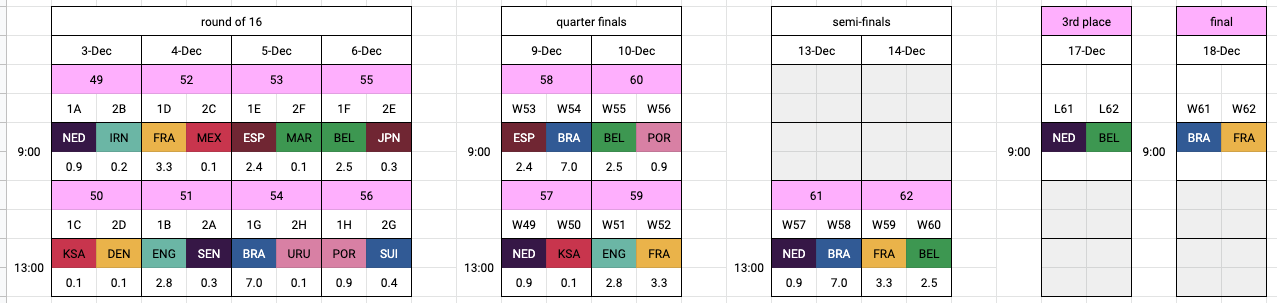 round of 16 quarter finals semi-finals 3rd place final
3-Dec 4-Dec 5-Dec 6-Dec 9-Dec 10-Dec 13-Dec 14-Dec 17-Dec 18-Dec
49 52 53 55 58 60
1A 2B 1D 2C 1E 2F 1F 2E W53 W54 W55 W56 L61 L62 W61 W62
9:00 NED IRN FRA MEX ESP MAR BEL JPN 9:00 ESP BRA BEL POR 9:00 NED BEL 9:00 BRA FRA
0.9 0.2 3.3 0.1 2.4 0.1 2.5 0.3 2.4 7.0 2.5 0.9
50 51 54 56 57 59 61 62
1C 2D 1B 2A 1G 2H 1H 2G W49 W50 W51 W52 W57 W58 W59 W60
13:00 KSA DEN ENG SEN BRA URU POR SUI 13:00 NED KSA ENG FRA 13:00 NED BRA FRA BEL
0.1 0.1 2.8 0.3 7.0 0.1 0.9 0.4 0.9 0.1 2.8 3.3 0.9 7.0 3.3 2.5